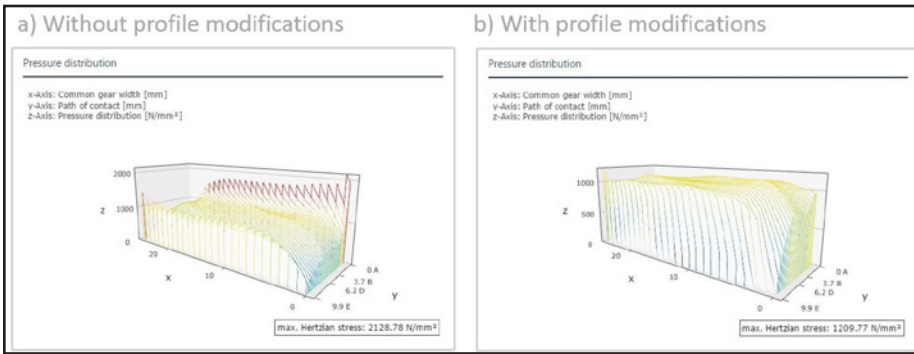 a) Without profile modifications
Pressure distribution
x-Axis: Common gear width [mm]
y-Axis: Path of contact [mm]
z-Axis: Pressure distribution [N/mm²]
2000
1000
0
z
20
10
0
x
0 A
3.7 B
6.2 D
9.9 E
y
max. Hertzian stress: 2128.78 N/mm²
b) With profile modifications
Pressure distribution
x-Axis: Common gear width [mm]
y-Axis: Path of contact [mm]
z-Axis: Pressure distribution [N/mm²]
1000
500
0
z
20
10
0
x
0 A
3.7 B
6.2 D
9.9 E
y
max. Hertzian stress: 1209.77 N/mm²